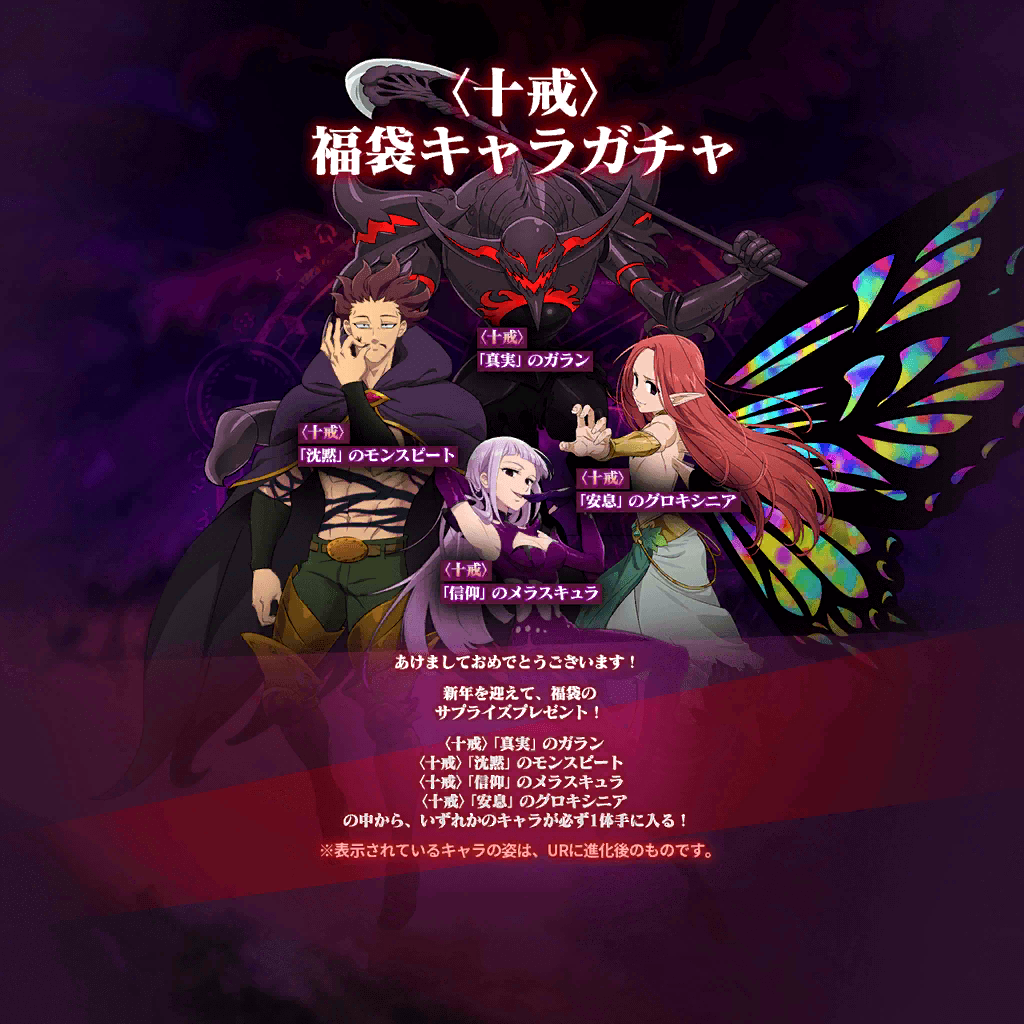 〈十戒〉
福袋キャラガチャ
〈十戒〉
「真実」のガラン
〈十戒〉
「沈黙」のモンスピート
〈十戒〉
「安息」のグロキシニア
〈十戒〉
「信仰」のメラスキュラ
あけましておめでとうございます！
新年を迎えて、福袋の
サプライズプレゼント！
〈十戒〉「真実」のガラン
〈十戒〉「沈黙」のモンスピート
〈十戒〉「信仰」のメラスキュラ
〈十戒〉「安息」のグロキシニア
の中から、いずれかのキャラが必ず1体手に入る！
※表示されているキャラの姿は、URに進化後のものです。